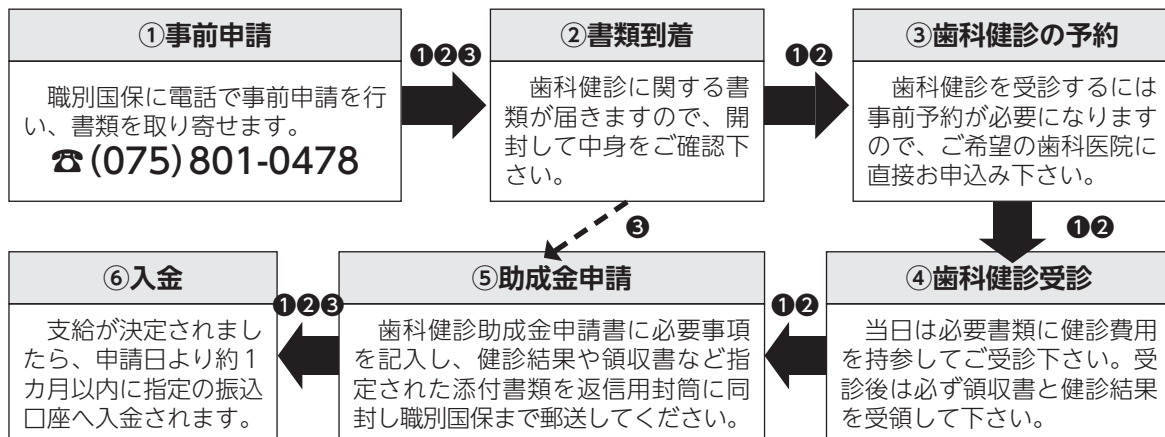 ①事前申請
職別国保に電話で事前申請を行
い、書類を取り寄せます。
☎(075)801-0478
❶❷❸
②書類到着
歯科健診に関する書
類が届きますので、開
封して中身をご確認下
さい。
❶❷
③歯科健診の予約
歯科健診を受診するには
事前予約が必要になります
ので、ご希望の歯科医院に
直接お申込み下さい。
❶❷
❸
④歯科健診受診
当日は必要書類に健診費用
を持参してご受診下さい。受
診後は必ず領収書と健診結果
を受領して下さい。
❶❷
⑤助成金申請
歯科健診助成金申請書に必要事項
を記入し、健診結果や領収書など指
定された添付書類を返信用封筒に同
封し職別国保まで郵送してください。
❶❷❸
⑥入金
支給が決定されまし
たら、申請日より約1
カ月以内に指定の振込
口座へ入金されます。